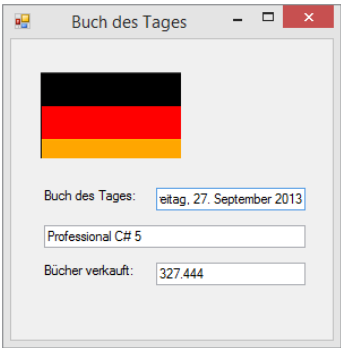 Buch des Tages
Buch des Tages:
eitag, 27. September 2013
Professional C# 5
Bücher verkauft:
327.444